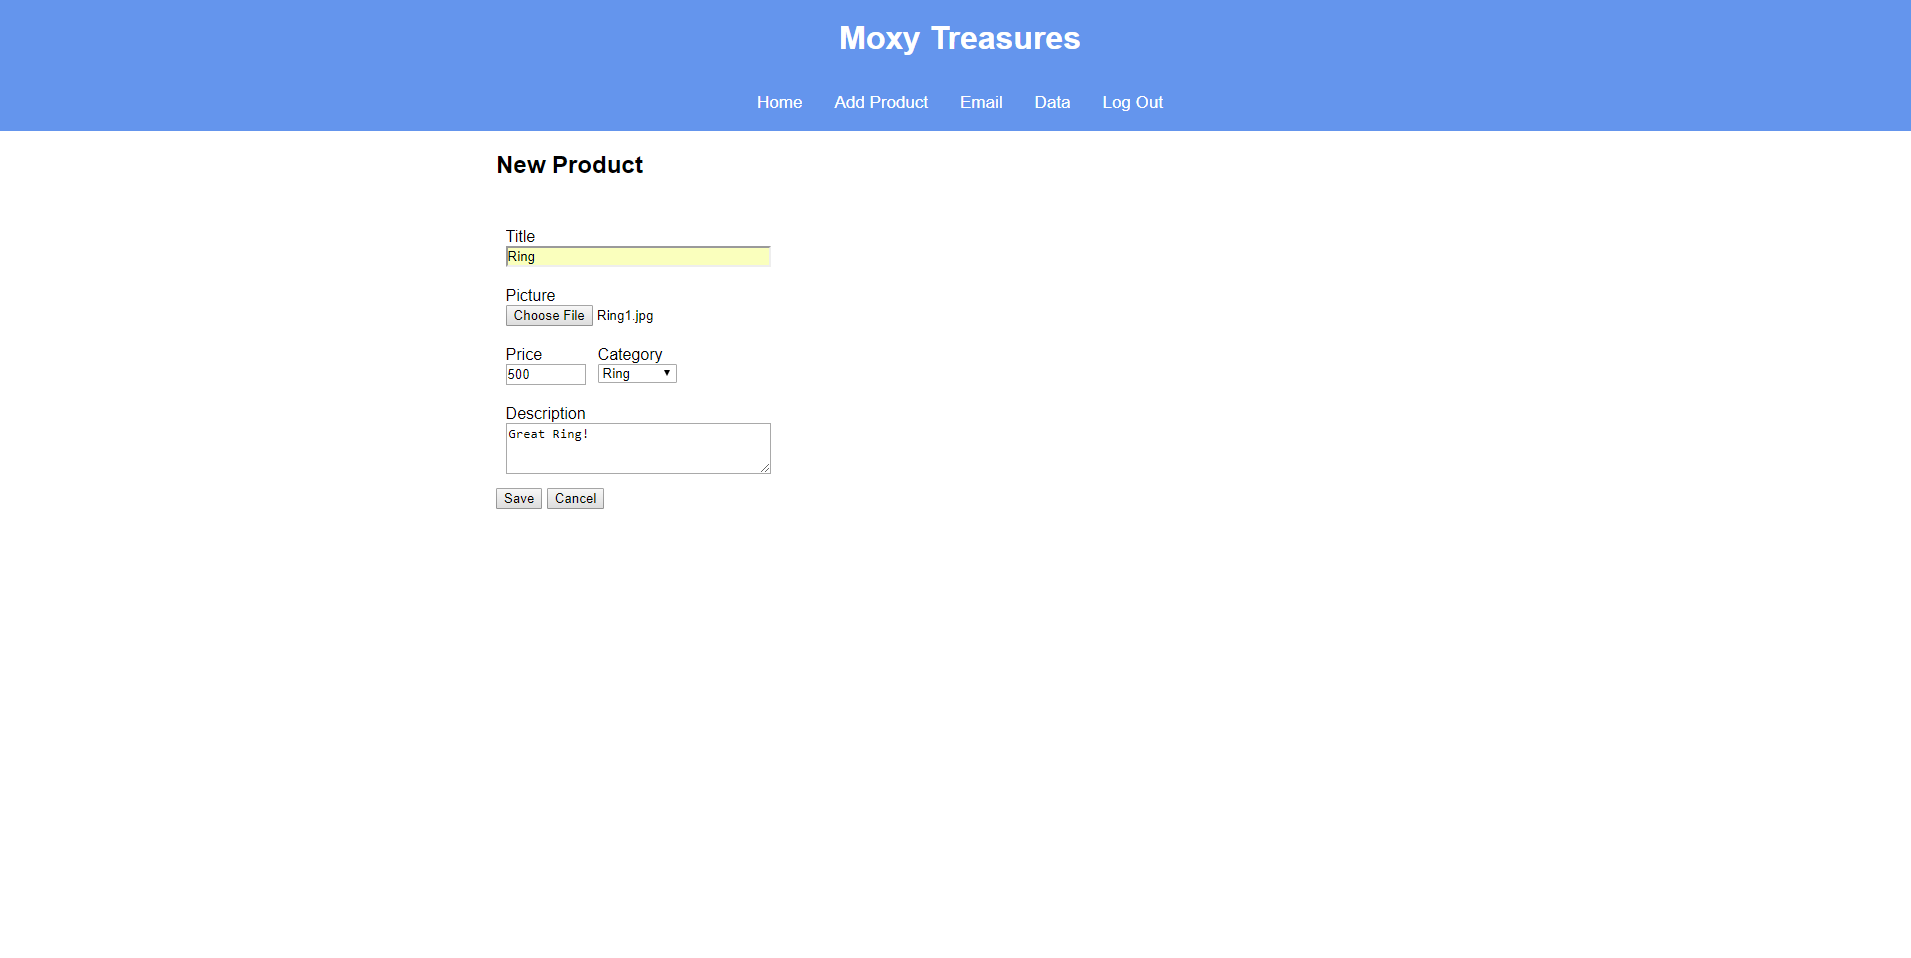 Moxy Treasures
Home Add Product Email Data Log Out
New Product
Title
Ring
Picture
Choose File Ring1.jpg
Price Category
500 Ring
Description
Great Ring!
Save Cancel